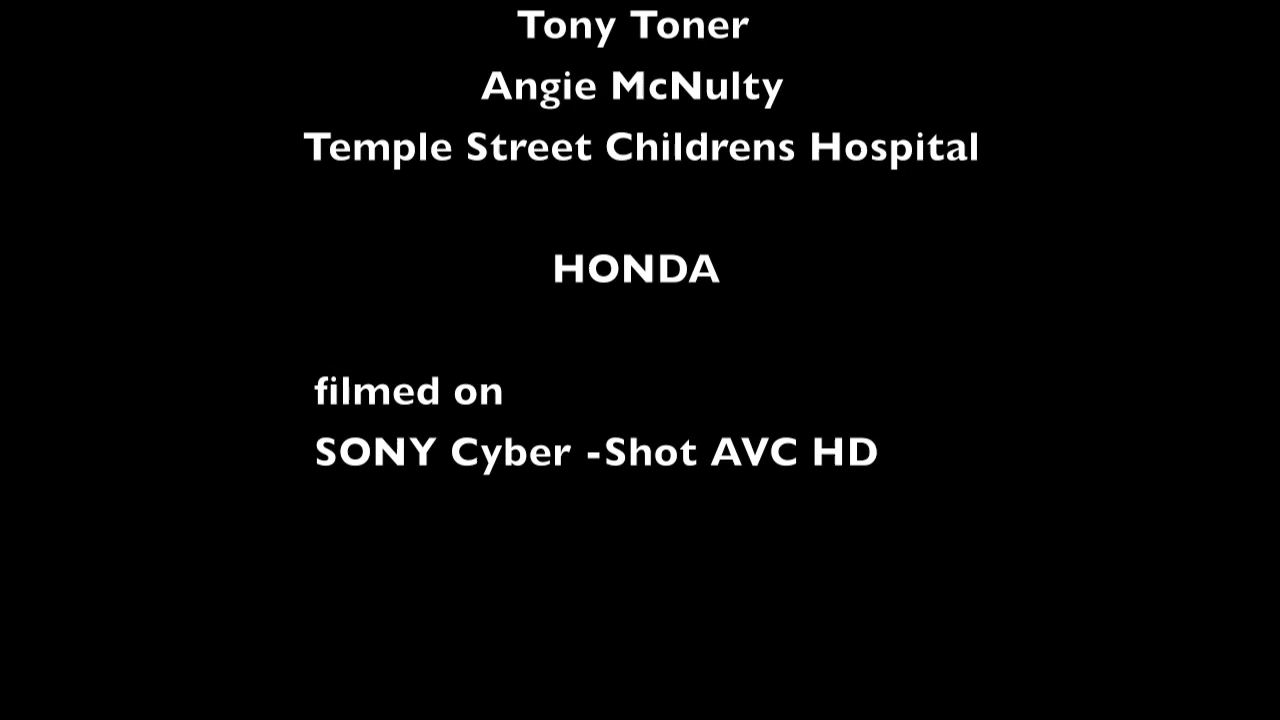 Tony Toner
Angie McNulty
Temple Street Childrens Hospital
HONDA
filmed on
SONY Cyber -Shot AVC HD